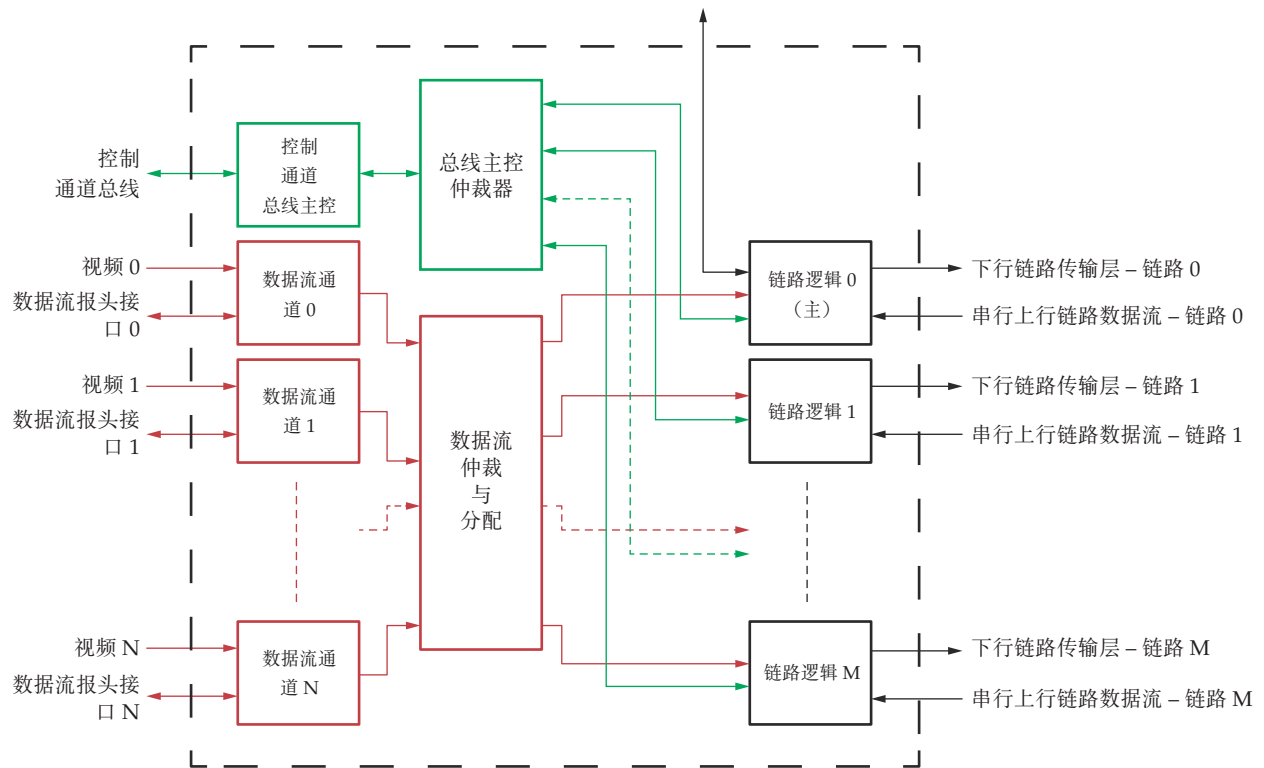 控制
通道总线
控制
通道
总线主控
总线主控
仲裁器
视频 0
数据流报头接
口 0
数据流通
道 0
链路逻辑 0
（主）
下行链路传输层 – 链路 0
串行上行链路数据流 – 链路 0
视频 1
数据流报头接
口 1
数据流通
道 1
链路逻辑 1
下行链路传输层 – 链路 1
串行上行链路数据流 – 链路 1
数据流
仲裁
与
分配
视频 N
数据流报头接
口 N
数据流通
道 N
链路逻辑 M
下行链路传输层 – 链路 M
串行上行链路数据流 – 链路 M